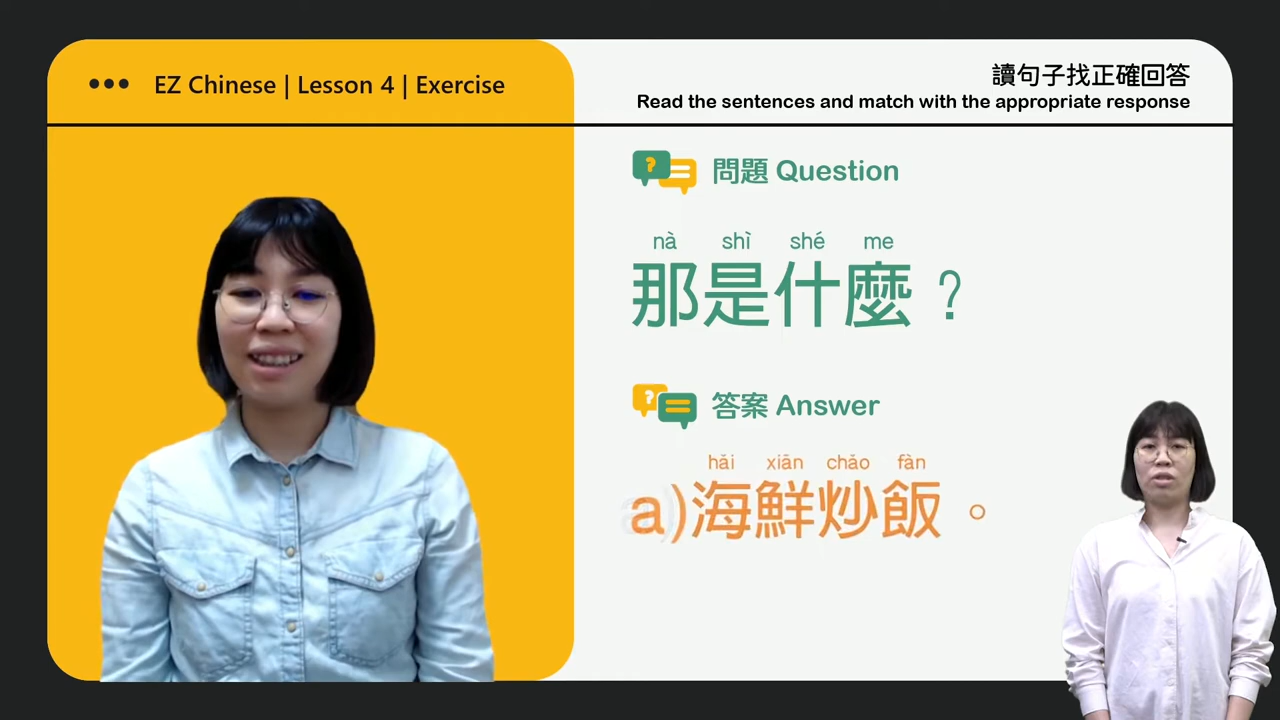 EZ Chinese | Lesson 4 | Exercise
讀句子找正確回答
Read the sentences and match with the appropriate response
問題 Question
nà shì shé me
那是什麼？
答案 Answer
hǎi xiān chǎo fàn
a)海鮮炒飯。